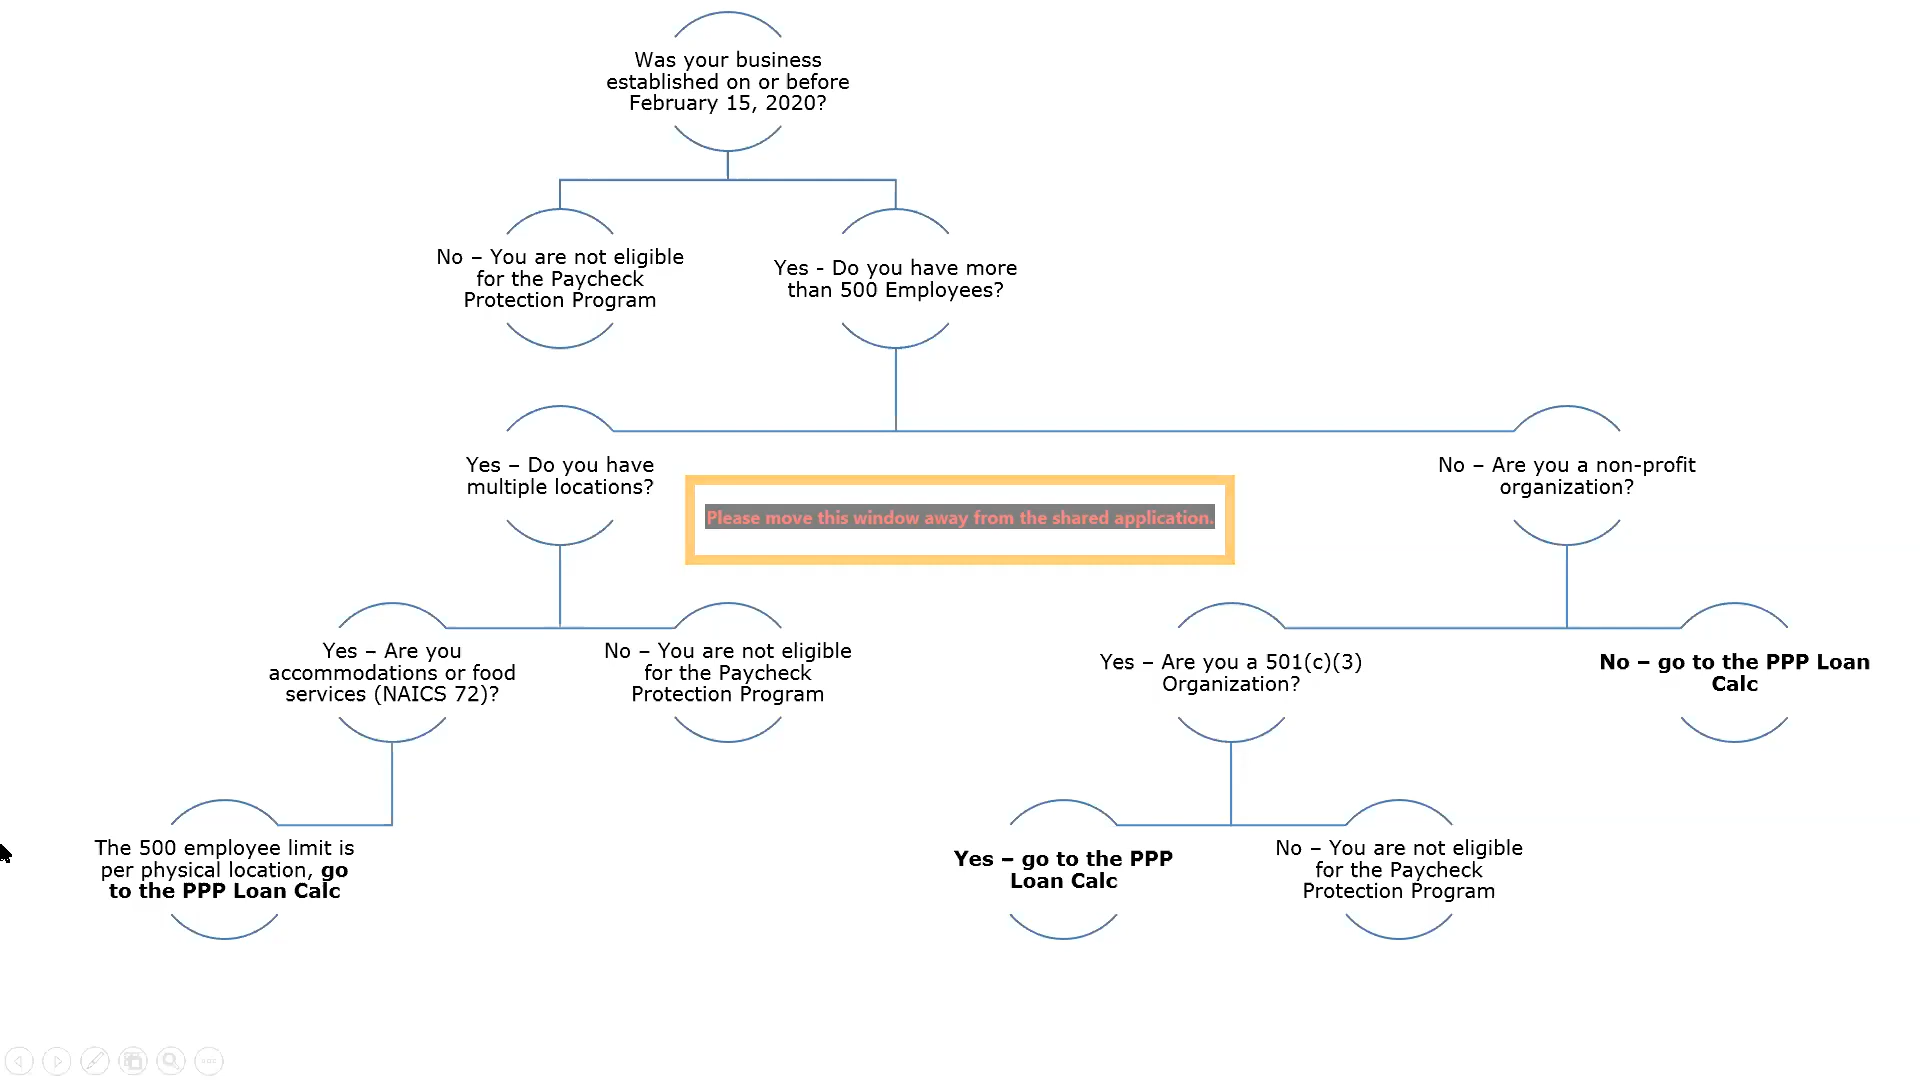 Was your business
established on or before
February 15, 2020?
No – You are not eligible
for the Paycheck
Protection Program
Yes - Do you have more
than 500 Employees?
Yes – Do you have
multiple locations?
Please move this window away from the shared application.
No – Are you a non-profit
organization?
Yes – Are you
accommodations or food
services (NAICS 72)?
No – You are not eligible
for the Paycheck
Protection Program
Yes – Are you a 501(c)(3)
Organization?
No – go to the PPP Loan
Calc
The 500 employee limit is
per physical location, go
to the PPP Loan Calc
Yes – go to the PPP
Loan Calc
No – You are not eligible
for the Paycheck
Protection Program